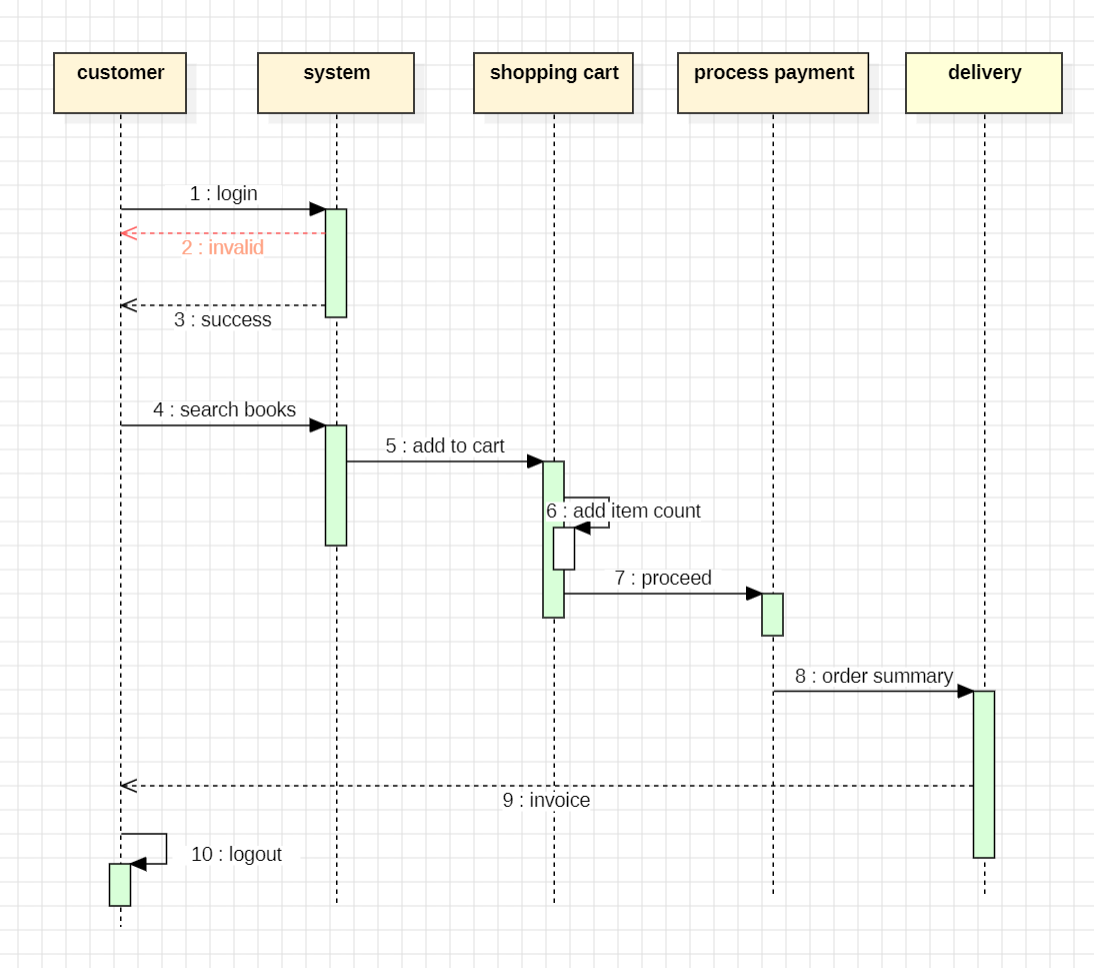 customer
system
shopping cart
process payment
delivery
1 : login
2 : invalid
3 : success
4 : search books
5 : add to cart
6 : add item count
7 : proceed
8 : order summary
9 : invoice
10 : logout